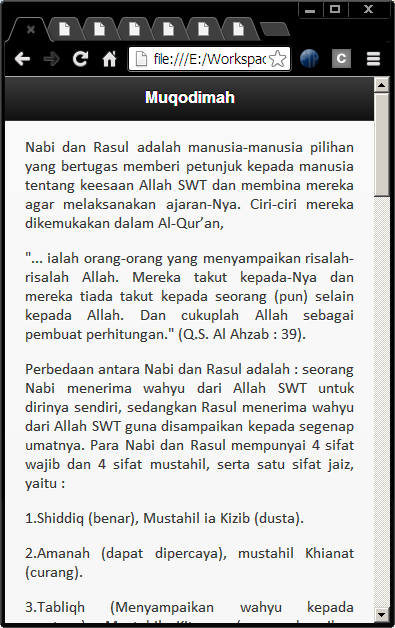 file:///E:/Workspac
C
Muqodimah
Nabi dan Rasul adalah manusia-manusia pilihan
yang bertugas memberi petunjuk kepada manusia
tentang keesaan Allah SWT dan membina mereka
agar melaksanakan ajaran-Nya. Ciri-ciri mereka
dikemukakan dalam Al-Qur’an,
"... ialah orang-orang yang menyampaikan risalah-
risalah Allah. Mereka takut kepada-Nya dan
mereka tiada takut kepada seorang (pun) selain
kepada Allah. Dan cukuplah Allah sebagai
pembuat perhitungan." (Q.S. Al Ahzab : 39).
Perbedaan antara Nabi dan Rasul adalah : seorang
Nabi menerima wahyu dari Allah SWT untuk
dirinya sendiri, sedangkan Rasul menerima wahyu
dari Allah SWT guna disampaikan kepada segenap
umatnya. Para Nabi dan Rasul mempunyai 4 sifat
wajib dan 4 sifat mustahil, serta satu sifat jaiz,
yaitu :
1.Shiddiq (benar), Mustahil ia Kizib (dusta).
2.Amanah (dapat dipercaya), mustahil Khianat
(curang).
3.Tabliqh (Menyampaikan wahyu kepada